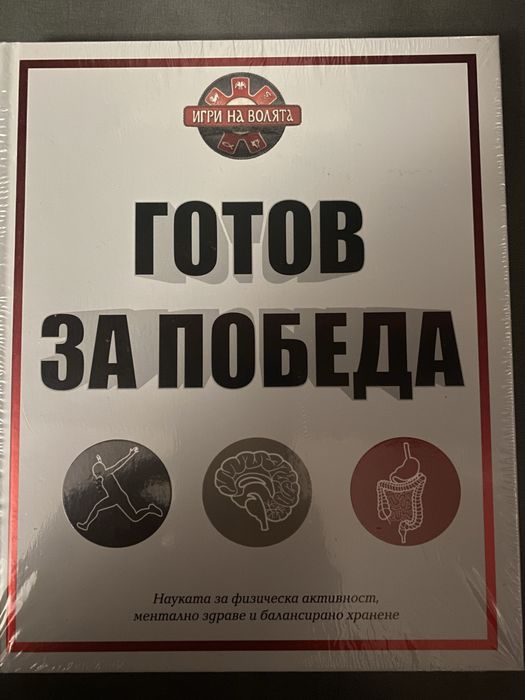 ИГРИ НА ВОЛЯТА
ГОТОВ
ЗА ПОБЕДА
Науката за физическа активност,
ментално здраве и балансирано хранене